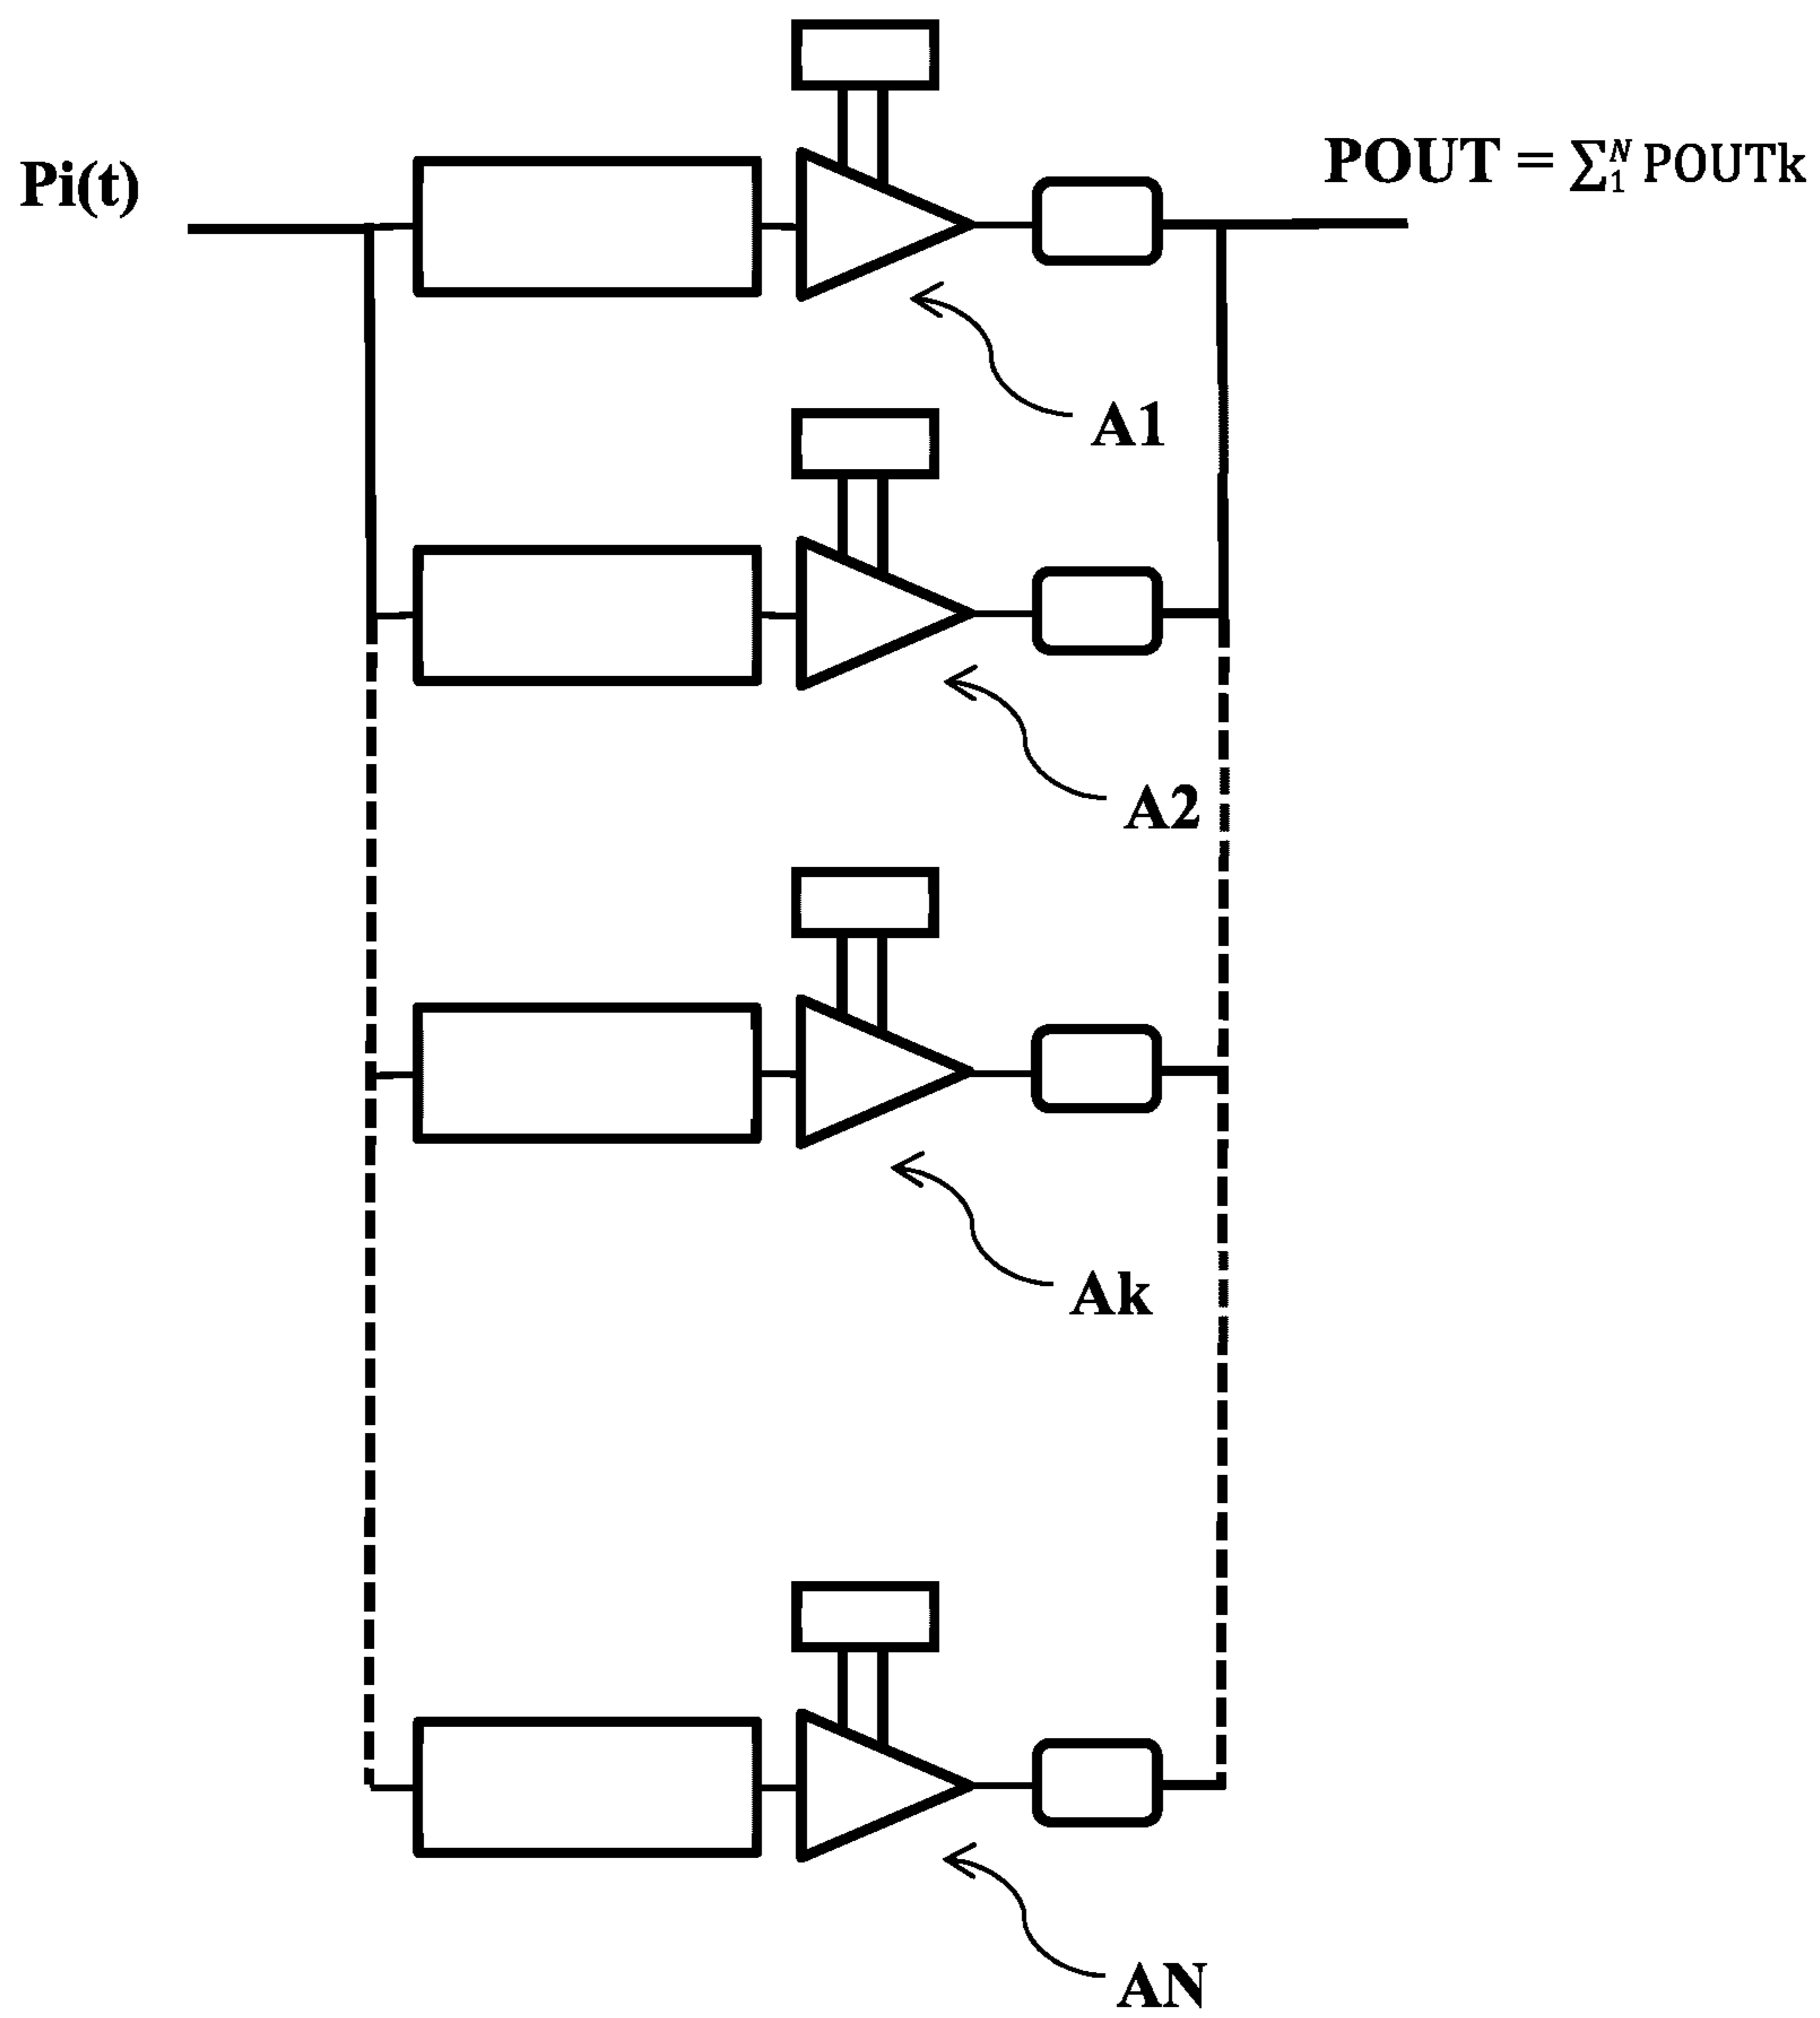 Pi(t)
POUT = ∑₁ᴺ POUTk
A1
A2
Ak
AN